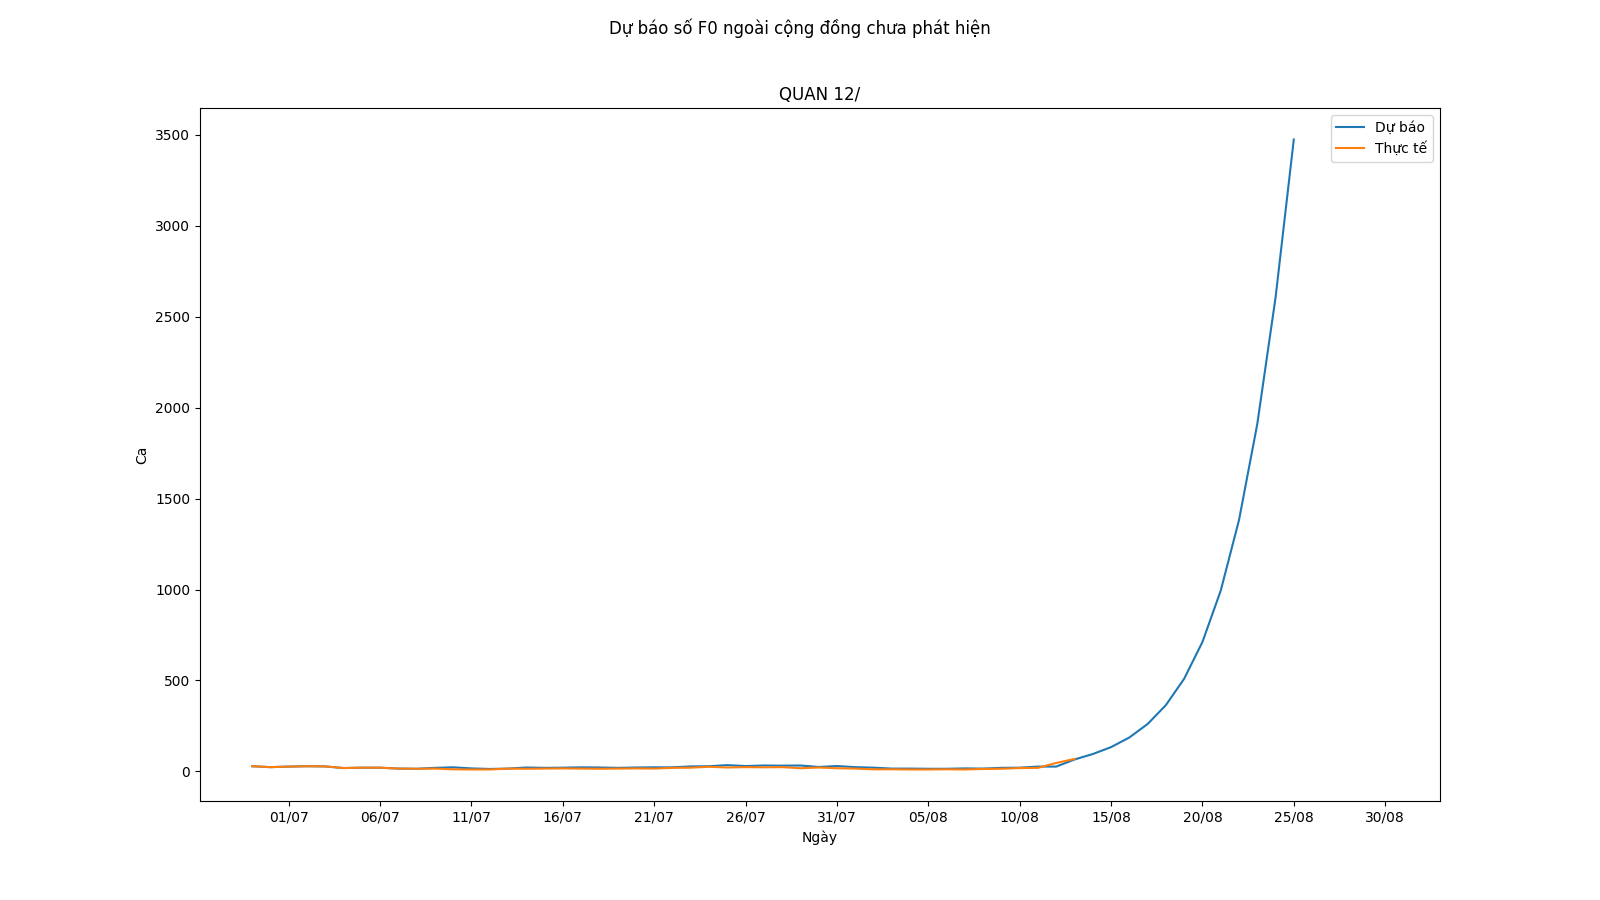 Dự báo số F0 ngoài cộng đồng chưa phát hiện
QUAN 12/
Dự báo
Thực tế
3500
3000
2500
2000
1500
1000
500
0
Ca
01/07 06/07 11/07 16/07 21/07 26/07 31/07 05/08 10/08 15/08 20/08 25/08 30/08
Ngày